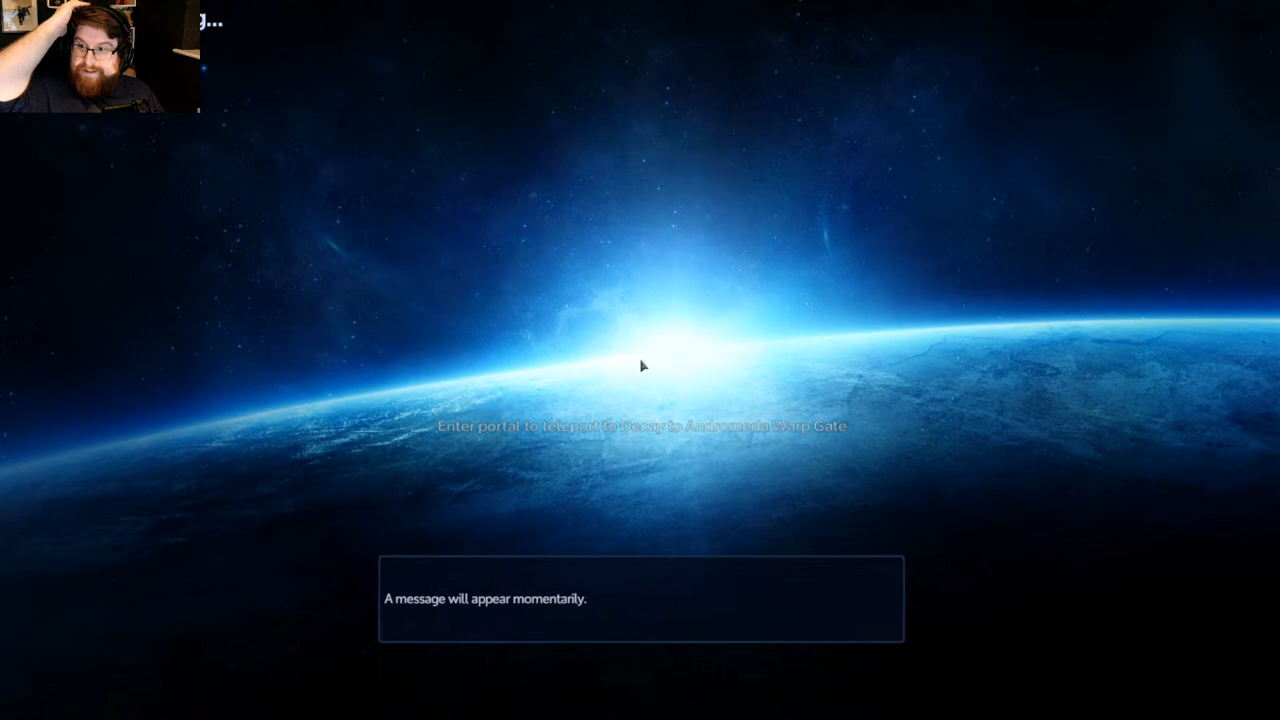 g...
Enter portal to teleport to Decay to Andromeda Warp Gate
A message will appear momentarily.